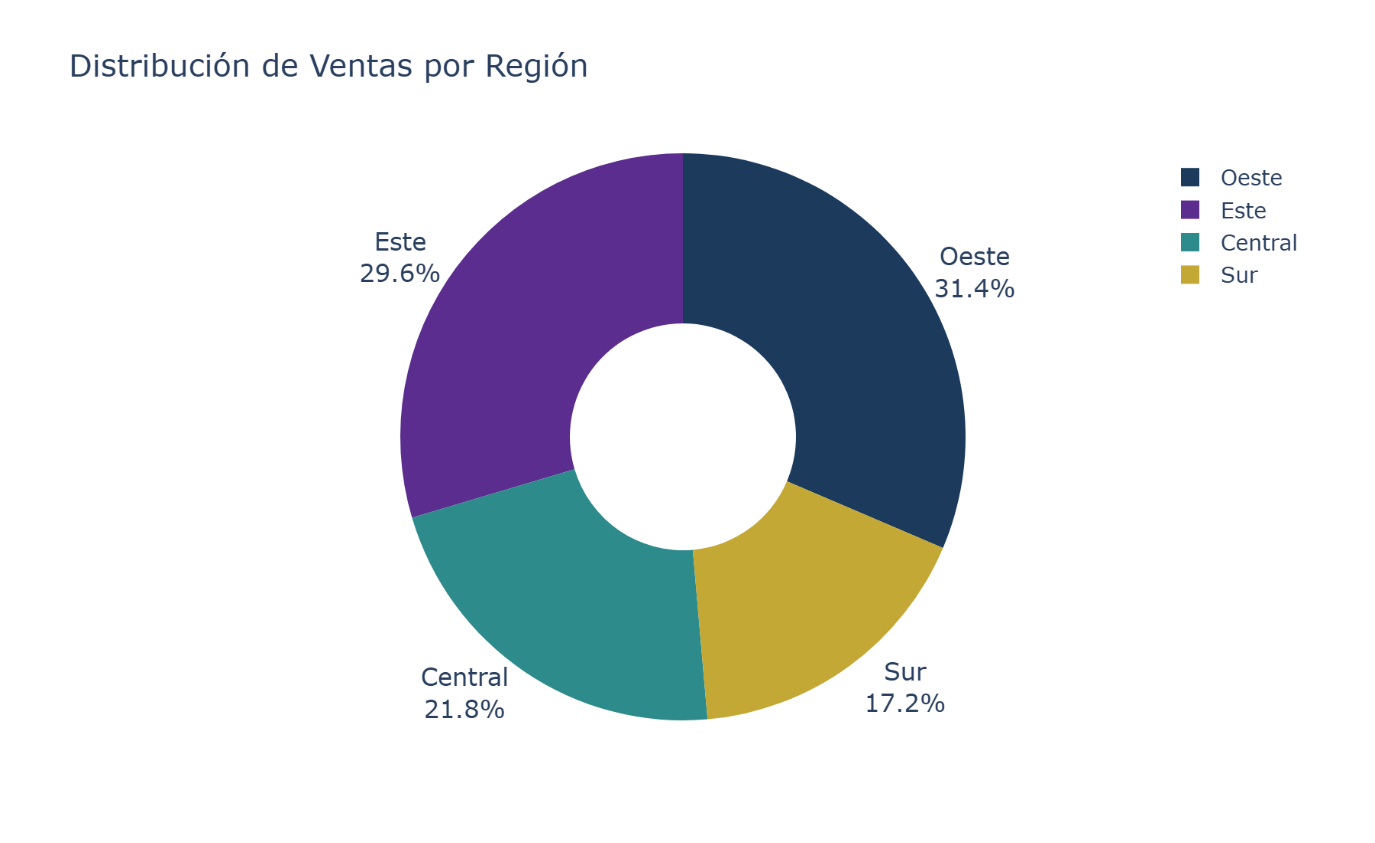 Distribución de Ventas por Región
Este
29.6%
Oeste
31.4%
Central
21.8%
Sur
17.2%
Oeste
Este
Central
Sur